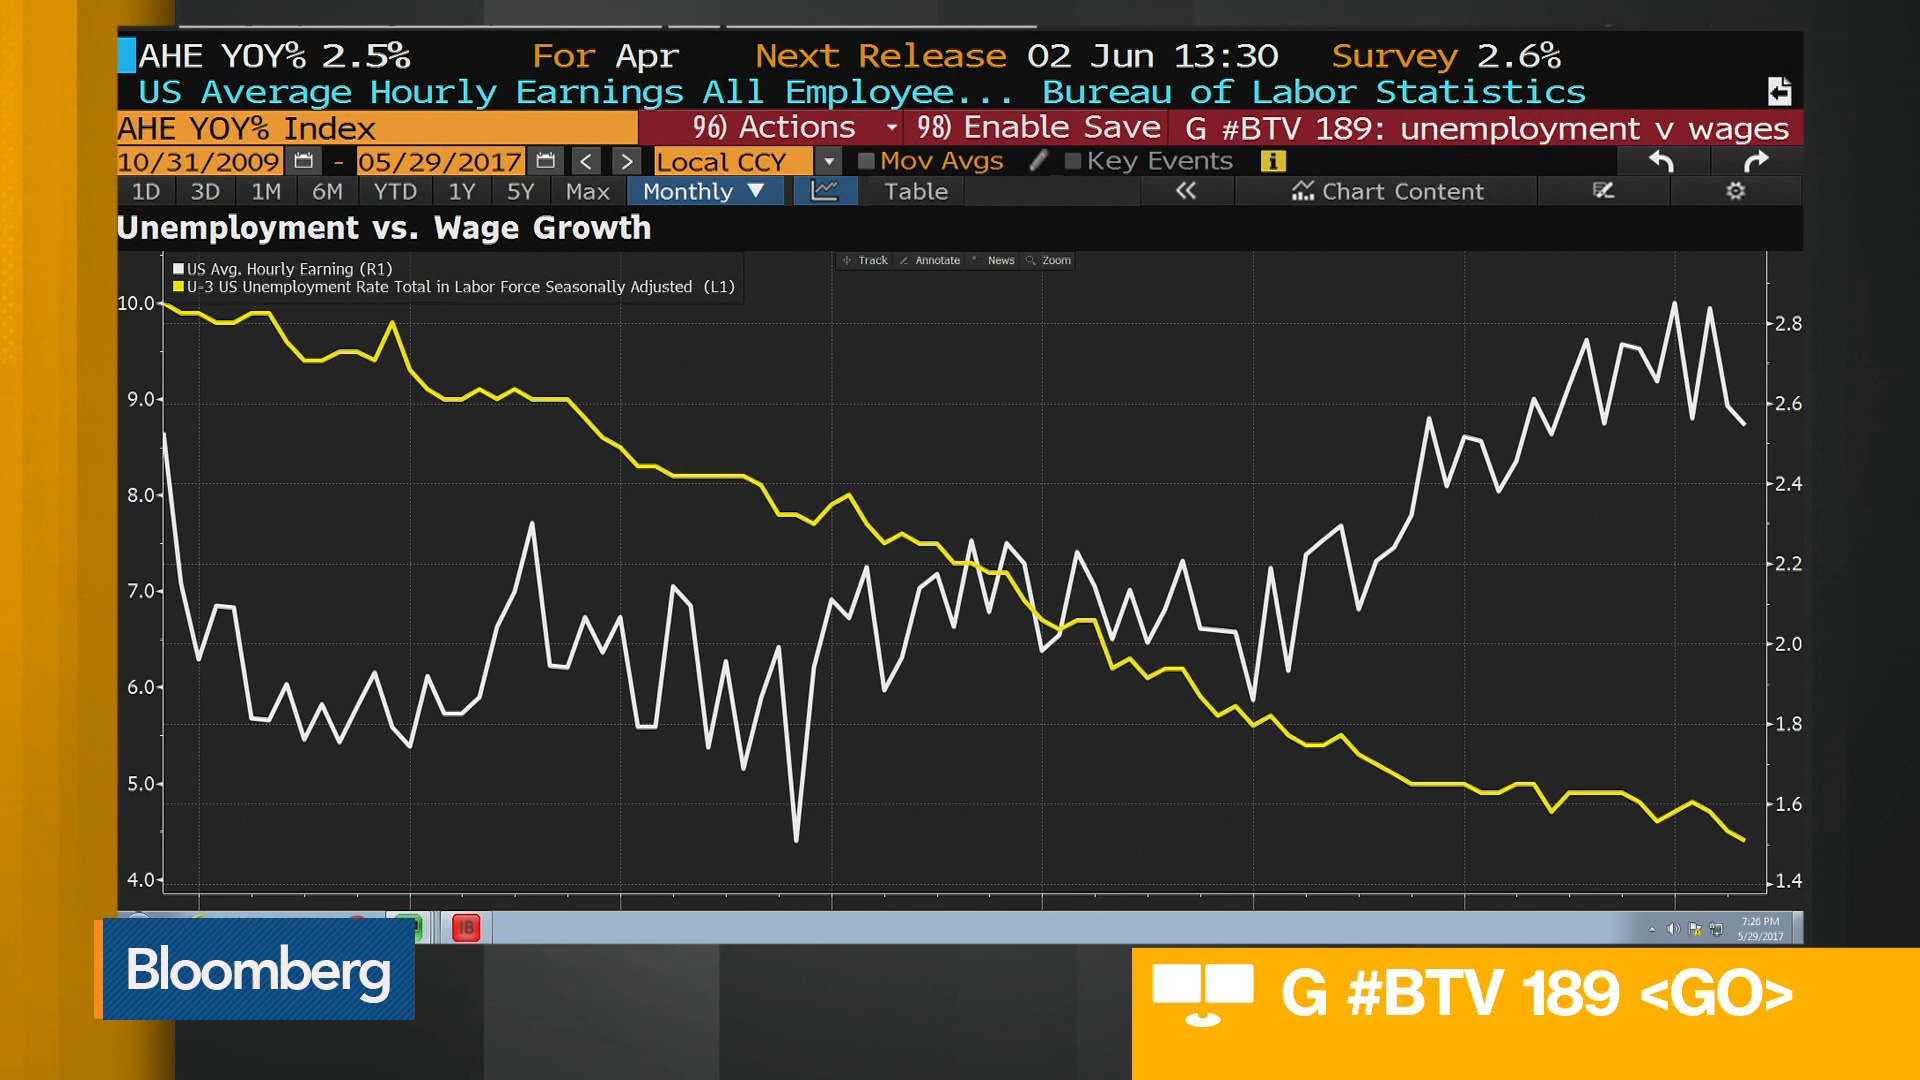 AHE YOY% 2.5% For Apr Next Release 02 Jun 13:30 Survey 2.6%
US Average Hourly Earnings All Employee... Bureau of Labor Statistics
AHE YOY% Index 96) Actions 98) Enable Save G #BTV 189: unemployment v wages
10/31/2009 - 05/29/2017 < > Local CCY Mov Avgs Key Events i
1D 3D 1M 6M YTD 1Y 5Y Max Monthly ▼ Table « Chart Content
Unemployment vs. Wage Growth
US Avg. Hourly Earning (R1)
U-3 US Unemployment Rate Total in Labor Force Seasonally Adjusted (L1)
Track Annotate News Zoom
10.0
9.0
8.0
7.0
6.0
5.0
4.0
2.8
2.6
2.4
2.2
2.0
1.8
1.6
1.4
IB
7:26 PM
5/29/2017
Bloomberg
G #BTV 189 <GO>